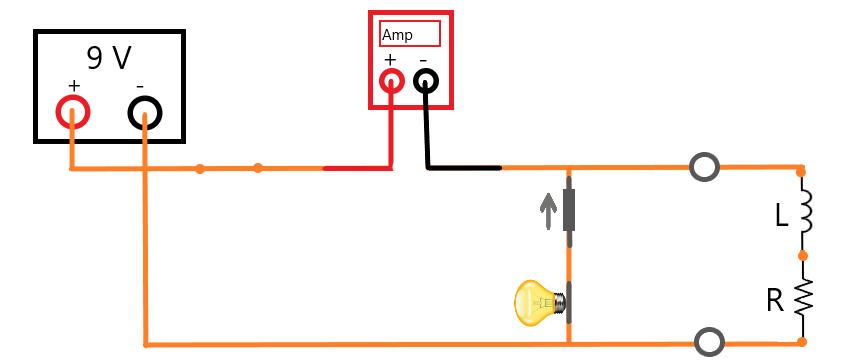 9 V
+ -
Amp
+ -
L
R